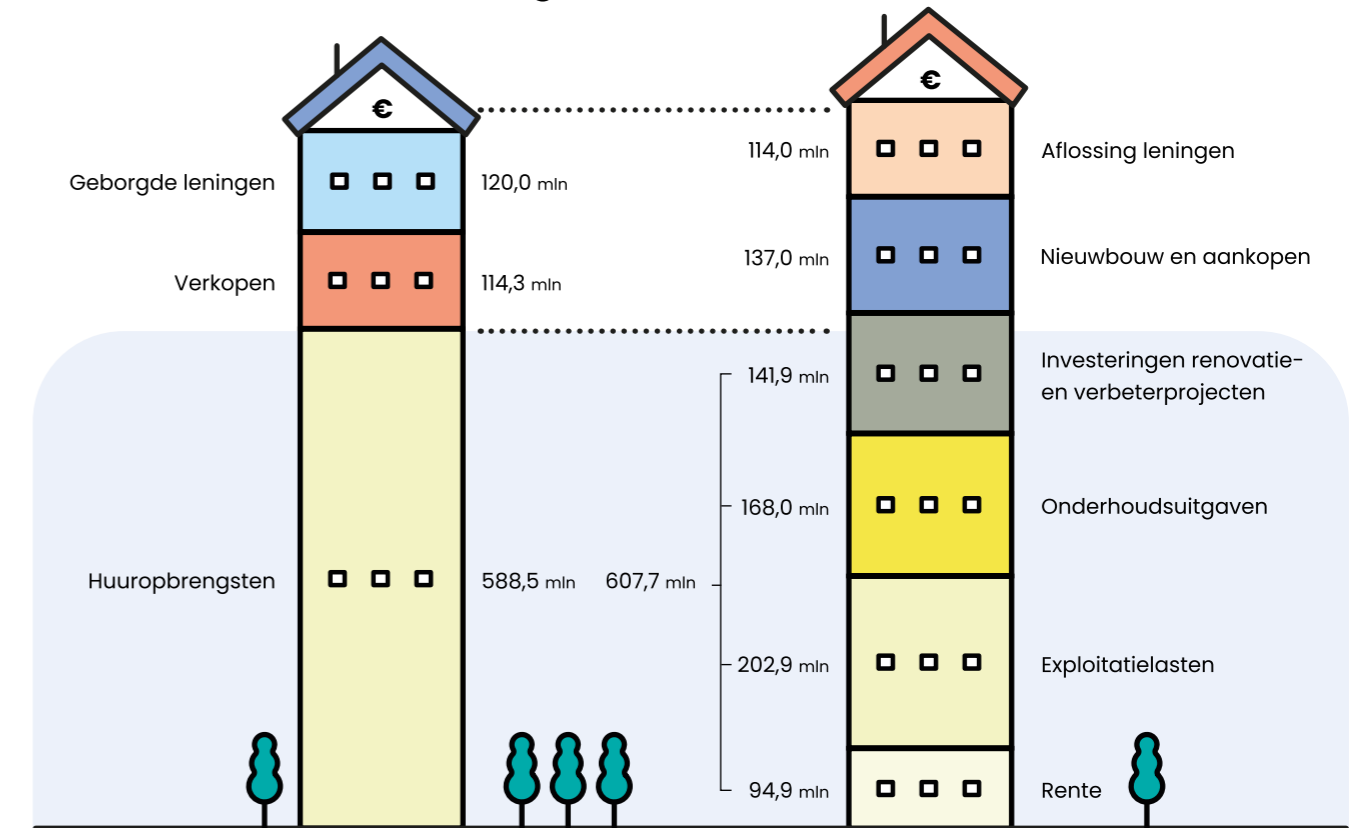 €
Geborgde leningen
120,0 mln
Verkopen
114,3 mln
Huuropbrengsten
588,5 mln
607,7 mln
€
114,0 mln
Aflossing leningen
137,0 mln
Nieuwbouw en aankopen
141,9 mln
Investeringen renovatie-
en verbeterprojecten
168,0 mln
Onderhoudsuitgaven
202,9 mln
Exploitatielasten
94,9 mln
Rente